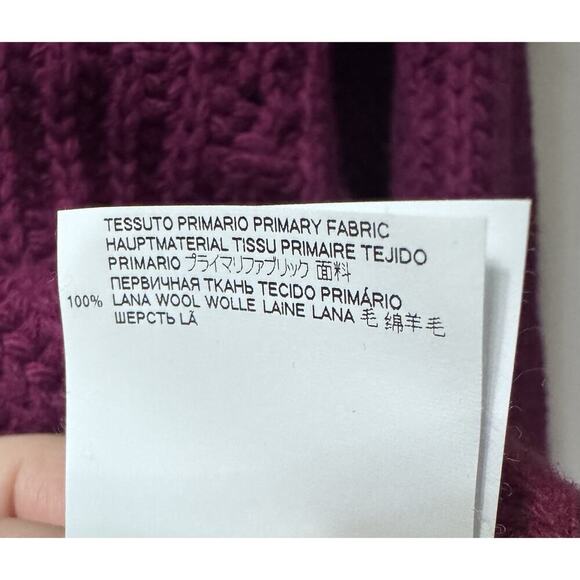 TESSUTO PRIMARIO PRIMARY FABRIC
HAUPTMATERIAL TISSU PRIMAIRE TEJIDO
PRIMARIO プライマリファブリック 面料
ПЕРВИЧНАЯ ТКАНЬ TECIDO PRIMÁRIO
100% LANA WOOL WOLLE LAINE LANA 毛 绵羊毛
ШЕРСТЬ LÃ